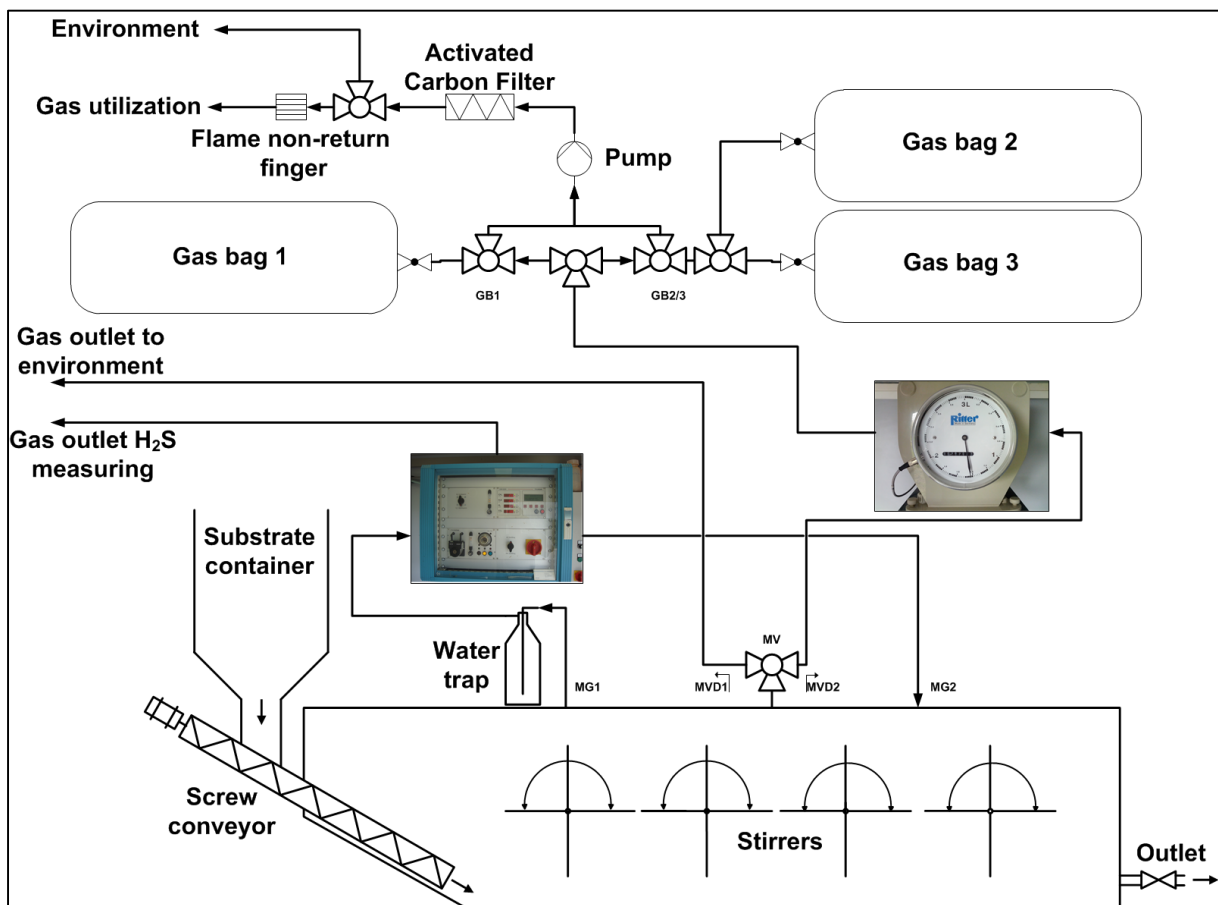 Environment
Activated
Carbon Filter
Gas utilization
Flame non-return
finger
Pump
Gas bag 2
Gas bag 1
Gas bag 3
GB1
GB2/3
Gas outlet to
environment
3 L
Ritter
Gas outlet H₂S
measuring
Substrate
container
Water
trap
MV
MG1
MVD1
MVD2
MG2
Screw
conveyor
Stirrers
Outlet